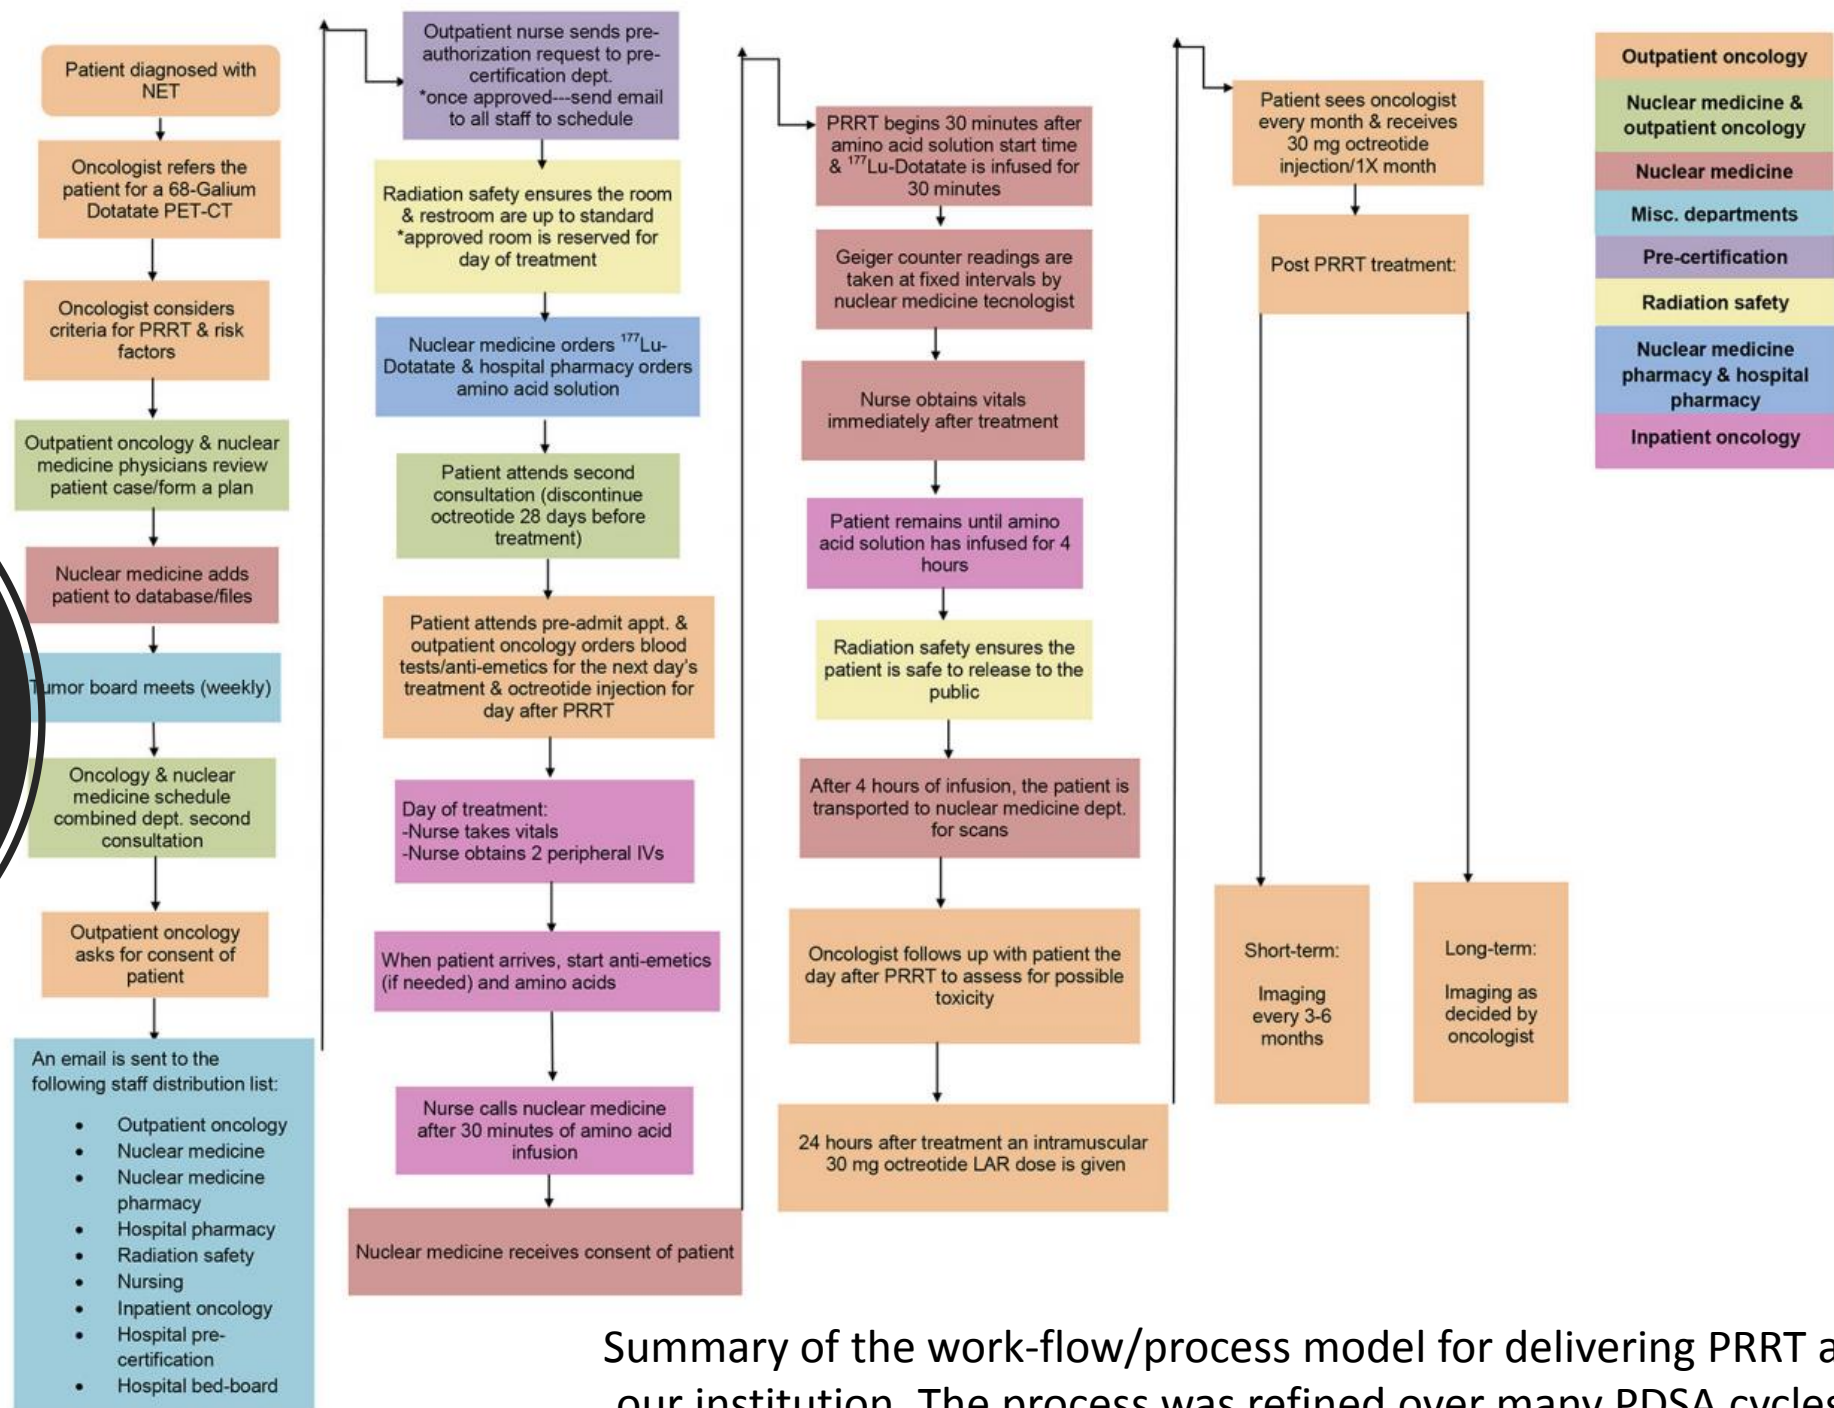 Patient diagnosed with
NET
Oncologist refers the
patient for a 68-Galium
Dotatate PET-CT
Oncologist considers
criteria for PRRT & risk
factors
Outpatient oncology & nuclear
medicine physicians review
patient case/form a plan
Nuclear medicine adds
patient to database/files
Tumor board meets (weekly)
Oncology & nuclear
medicine schedule
combined dept. second
consultation
Outpatient oncology
asks for consent of
patient
An email is sent to the
following staff distribution list:
• Outpatient oncology
• Nuclear medicine
• Nuclear medicine
pharmacy
• Hospital pharmacy
• Radiation safety
• Nursing
• Inpatient oncology
• Hospital pre-
certification
• Hospital bed-board
Outpatient nurse sends pre-
authorization request to pre-
certification dept.
*once approved---send email
to all staff to schedule
Radiation safety ensures the room
& restroom are up to standard
*approved room is reserved for
day of treatment
Nuclear medicine orders ¹⁷⁷Lu-
Dotatate & hospital pharmacy orders
amino acid solution
Patient attends second
consultation (discontinue
octreotide 28 days before
treatment)
Patient attends pre-admit appt. &
outpatient oncology orders blood
tests/anti-emetics for the next day's
treatment & octreotide injection for
day after PRRT
Day of treatment:
-Nurse takes vitals
-Nurse obtains 2 peripheral IVs
When patient arrives, start anti-emetics
(if needed) and amino acids
Nurse calls nuclear medicine
after 30 minutes of amino acid
infusion
Nuclear medicine receives consent of patient
PRRT begins 30 minutes after
amino acid solution start time
& ¹⁷⁷Lu-Dotatate is infused for
30 minutes
Geiger counter readings are
taken at fixed intervals by
nuclear medicine tecnologist
Nurse obtains vitals
immediately after treatment
Patient remains until amino
acid solution has infused for 4
hours
Radiation safety ensures the
patient is safe to release to the
public
After 4 hours of infusion, the patient is
transported to nuclear medicine dept.
for scans
Oncologist follows up with patient the
day after PRRT to assess for possible
toxicity
24 hours after treatment an intramuscular
30 mg octreotide LAR dose is given
Patient sees oncologist
every month & receives
30 mg octreotide
injection/1X month
Post PRRT treatment:
Short-term:
Imaging
every 3-6
months
Long-term:
Imaging as
decided by
oncologist
Outpatient oncology
Nuclear medicine &
outpatient oncology
Nuclear medicine
Misc. departments
Pre-certification
Radiation safety
Nuclear medicine
pharmacy & hospital
pharmacy
Inpatient oncology
Summary of the work-flow/process model for delivering PRRT a
our institution. The process was refined over many PDSA cycles